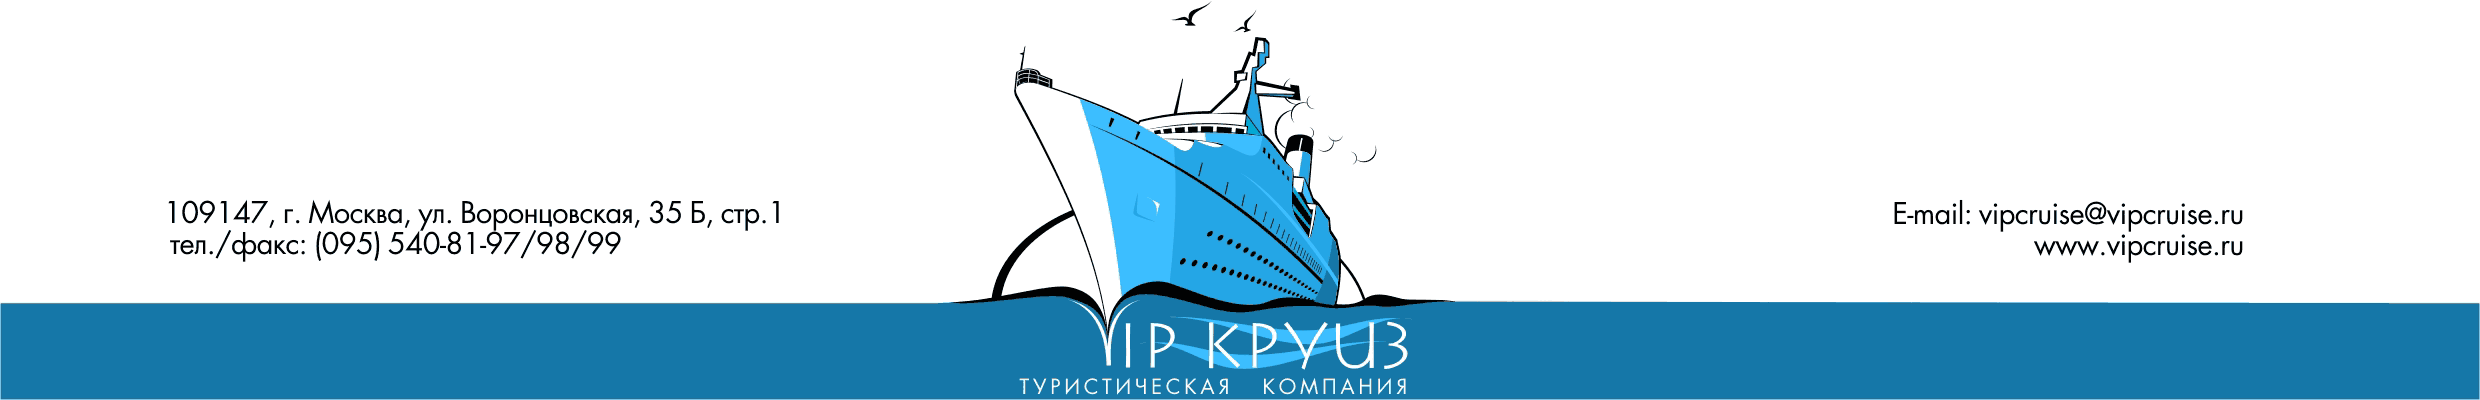 109147, г. Москва, ул. Воронцовская, 35 Б, стр.1
тел./факс: (095) 540-81-97/98/99
E-mail: vipcruise@vipcruise.ru
www.vipcruise.ru
VIP КРУИЗ
ТУРИСТИЧЕСКАЯ КОМПАНИЯ